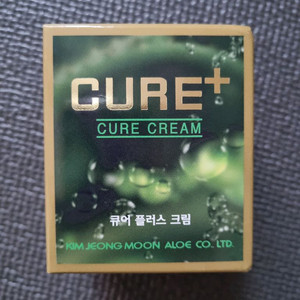 CURE+
CURE CREAM
큐어 플러스 크림
KIM JEONG MOON ALOE CO. LTD.